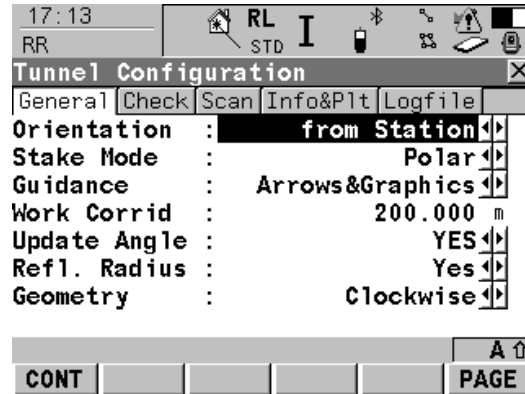 17:13
RL
STD
I
RR
Tunnel Configuration
General Check Scan Info&Plt Logfile
Orientation : from Station
Stake Mode : Polar
Guidance : Arrows&Graphics
Work Corrid : 200.000 m
Update Angle : YES
Refl. Radius : Yes
Geometry : Clockwise
A
CONT PAGE